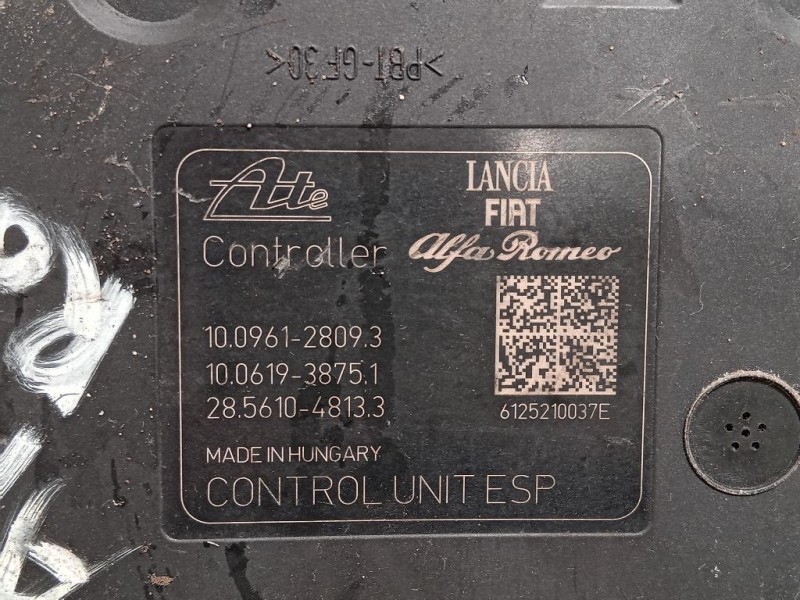 >PBT-GF30<
Ate
LANCIA
FIAT
Alfa Romeo
Controller
10.0961-2809.3
10.0619-3875.1
28.5610-4813.3
6125210037E
MADE IN HUNGARY
CONTROL UNIT ESP